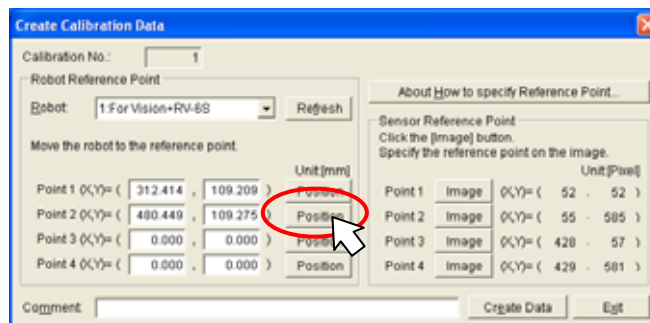 Create Calibration Data
Calibration No.: 1
Robot Reference Point
Robot: 1:For Vision+RV-6S Refresh
Move the robot to the reference point.
Unit:[mm]
Point 1 (X,Y)= ( 312.414 , 109.209 ) Position
Point 2 (X,Y)= ( 480.449 , 109.275 ) Position
Point 3 (X,Y)= ( 0.000 , 0.000 ) Position
Point 4 (X,Y)= ( 0.000 , 0.000 ) Position
About How to specify Reference Point...
Sensor Reference Point
Click the [Image] button.
Specify the reference point on the image.
Unit:[Pixel]
Point 1 Image (X,Y)= ( 52 . 52 )
Point 2 Image (X,Y)= ( 55 . 585 )
Point 3 Image (X,Y)= ( 428 . 57 )
Point 4 Image (X,Y)= ( 429 . 581 )
Comment: Create Data Exit